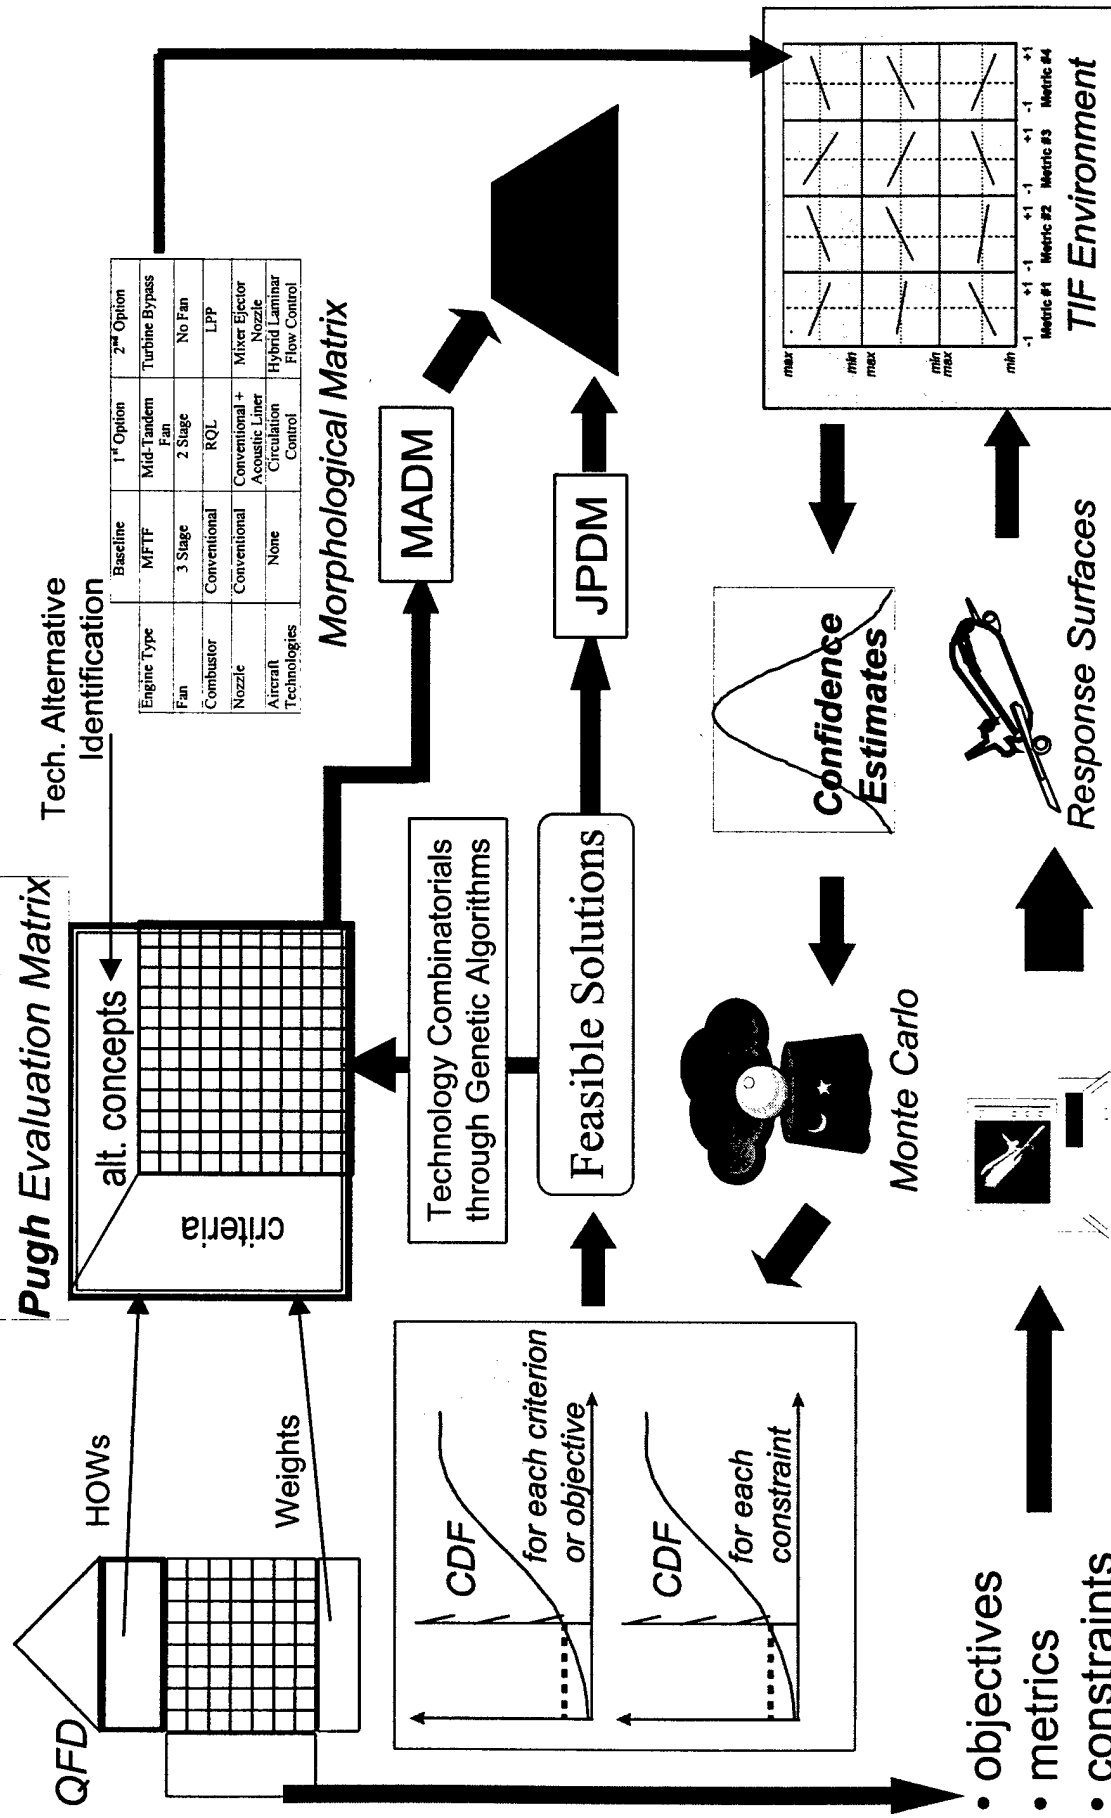 QFD
HOWs
Weights
Pugh Evaluation Matrix
alt. concepts
criteria
Tech. Alternative
Identification
Baseline 1st Option 2nd Option
Engine Type MFTF Mid-Tandem Fan Turbine Bypass
Fan 3 Stage 2 Stage No Fan
Combustor Conventional RQL LPP
Nozzle Conventional Conventional + Acoustic Liner Mixer Ejector Nozzle
Aircraft Technologies None Circulation Control Hybrid Laminar Flow Control
Morphological Matrix
Technology Combinatorials
through Genetic Algorithms
MADM
CDF
for each criterion
or objective
CDF
for each
constraint
Feasible Solutions
JPDM
Monte Carlo
Confidence
Estimates
max
min
max
min
max
min
-1 +1 -1 +1 -1 +1 -1 +1
Metric #1 Metric #2 Metric #3 Metric #4
TIF Environment
• objectives
• metrics
• constraints
Response Surfaces